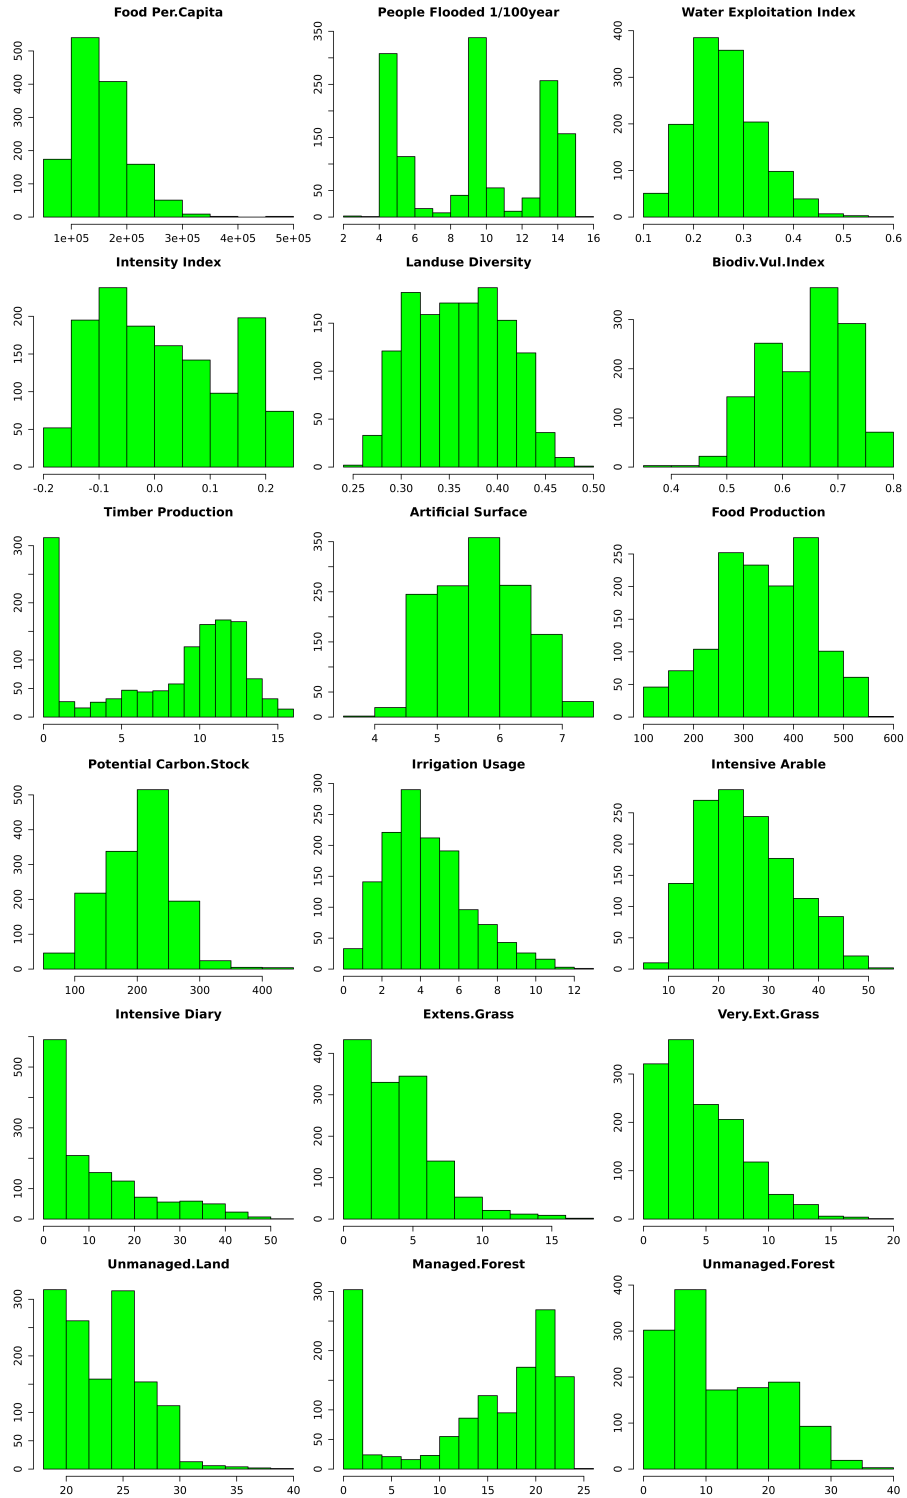 Food Per.Capita
0 100 200 300 400 500
1e+05 2e+05 3e+05 4e+05 5e+05
People Flooded 1/100year
0 50 150 250 350
2 4 6 8 10 12 14 16
Water Exploitation Index
0 100 200 300 400
0.1 0.2 0.3 0.4 0.5 0.6
Intensity Index
0 50 100 150 200
-0.2 -0.1 0.0 0.1 0.2
Landuse Diversity
0 50 100 150
0.25 0.30 0.35 0.40 0.45 0.50
Biodiv.Vul.Index
0 100 200 300
0.4 0.5 0.6 0.7 0.8
Timber Production
0 50 100 200 300
0 5 10 15
Artificial Surface
0 50 150 250 350
4 5 6 7
Food Production
0 50 100 150 200 250
100 200 300 400 500 600
Potential Carbon.Stock
0 100 200 300 400 500
100 200 300 400
Irrigation Usage
0 50 100 150 200 250 300
0 2 4 6 8 10 12
Intensive Arable
0 50 100 150 200 250
10 20 30 40 50
Intensive Diary
0 100 300 500
0 10 20 30 40 50
Extens.Grass
0 100 200 300 400
0 5 10 15
Very.Ext.Grass
0 100 200 300
0 5 10 15 20
Unmanaged.Land
0 50 100 200 300
20 25 30 35 40
Managed.Forest
0 50 100 200 300
0 5 10 15 20 25
Unmanaged.Forest
0 100 200 300 400
0 10 20 30 40